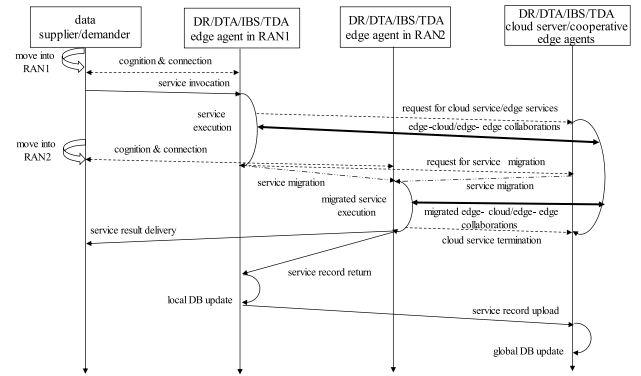 data
supplier/demander
DR/DTA/IBS/TDA
edge agent in RAN1
DR/DTA/IBS/TDA
edge agent in RAN2
DR/DTA/IBS/TDA
cloud server/cooperative
edge agents
move into
RAN1
cognition & connection
service invocation
service
execution
request for cloud service/edge services
edge-cloud/edge- edge collaborations
move into
RAN2
cognition & connection
request for service migration
service migration
service migration
migrated service
execution
migrated edge- cloud/edge- edge
collaborations
service result delivery
cloud service termination
service record return
local DB update
service record upload
global DB update